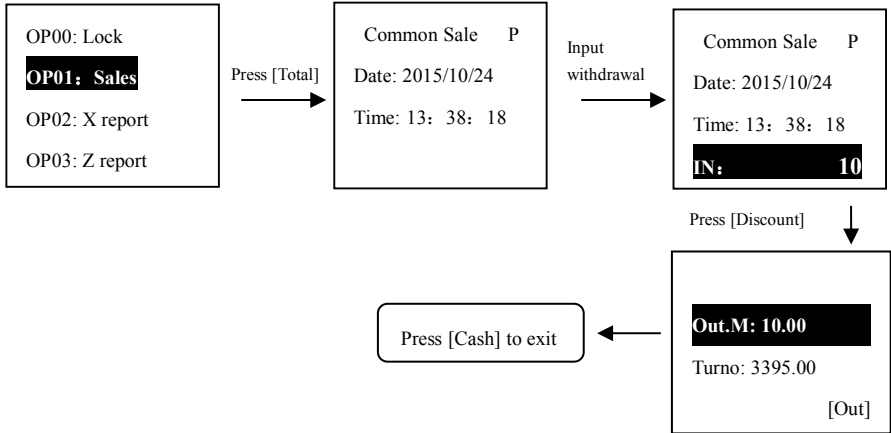 OP00: Lock
OP01：Sales
OP02: X report
OP03: Z report
Press [Total]
Common Sale P
Date: 2015/10/24
Time: 13：38：18
Input
withdrawal
Common Sale P
Date: 2015/10/24
Time: 13：38：18
IN： 10
Press [Discount]
Out.M: 10.00
Turno: 3395.00
[Out]
Press [Cash] to exit